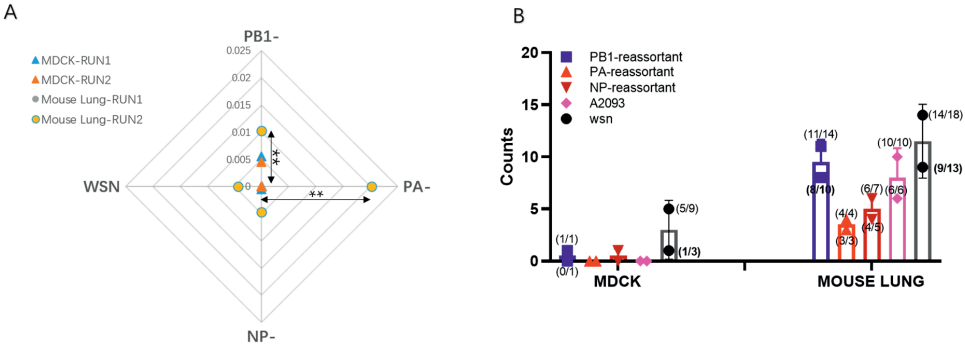 A
PB1-
0.025
0.02
0.015
0.01
0.005
0
MDCK-RUN1
MDCK-RUN2
Mouse Lung-RUN1
Mouse Lung-RUN2
**
**
WSN
PA-
NP-
B
20
15
10
5
0
Counts
PB1-reassortant
PA-reassortant
NP-reassortant
A2093
wsn
(1/1)
(0/1)
(5/9)
(1/3)
(11/14)
(8/10)
(4/4)
(3/3)
(6/7)
(4/5)
(10/10)
(6/6)
(14/18)
(9/13)
MDCK
MOUSE LUNG